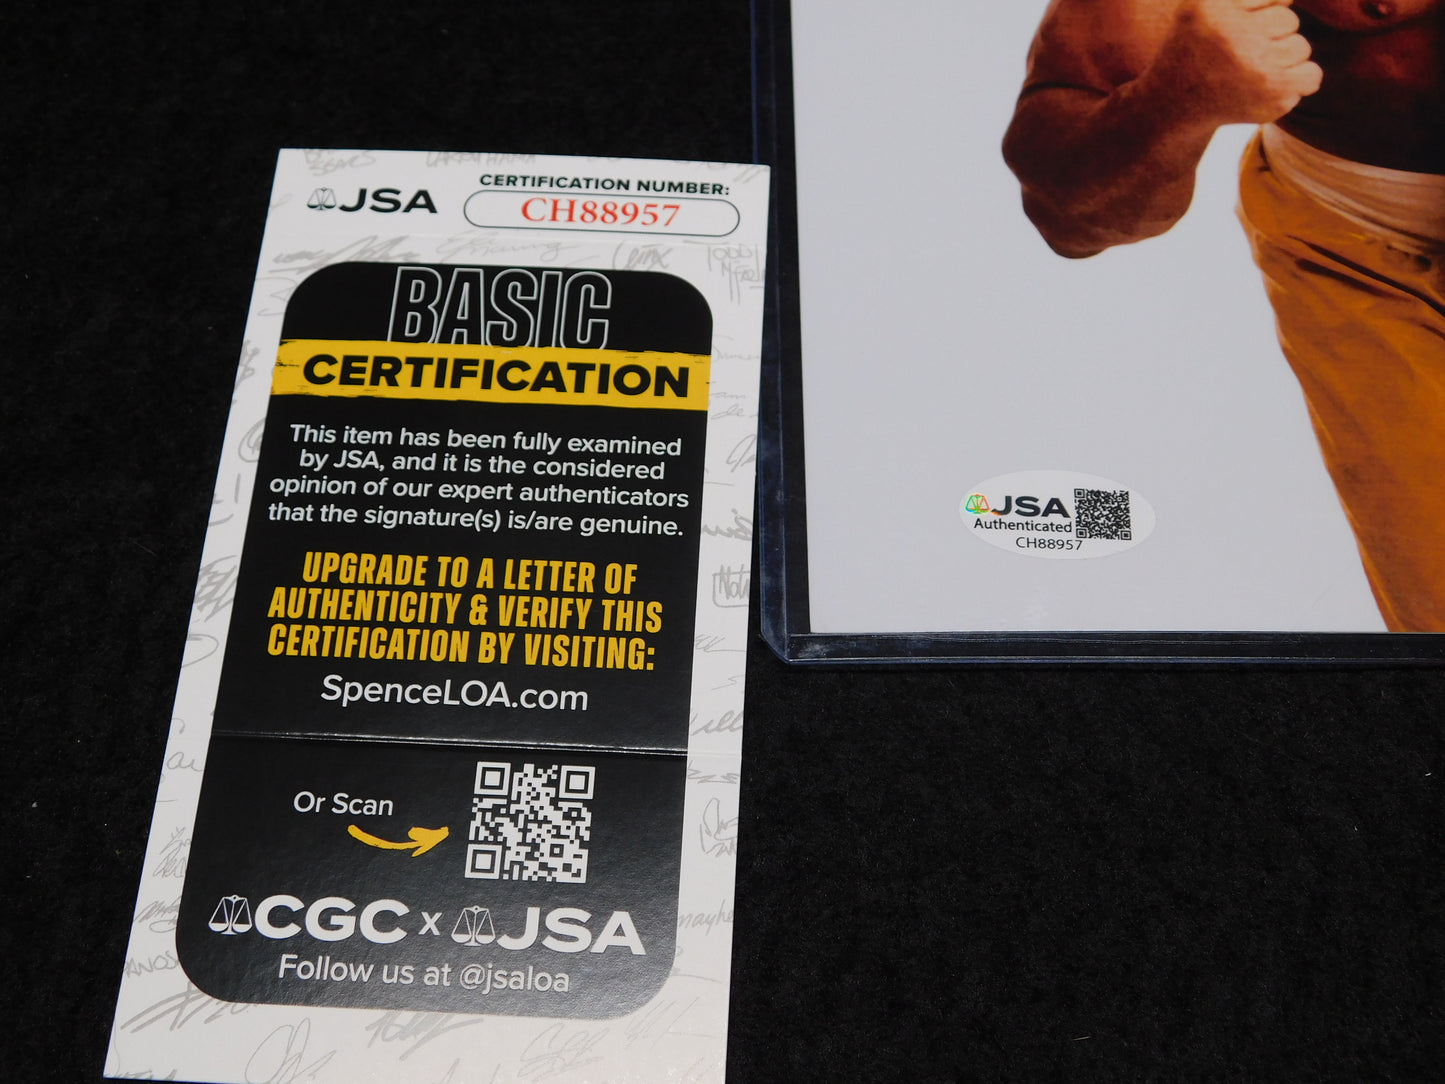 JSA
CERTIFICATION NUMBER:
CH88957
BASIC
CERTIFICATION
This item has been fully examined
by JSA, and it is the considered
opinion of our expert authenticators
that the signature(s) is/are genuine.
UPGRADE TO A LETTER OF
AUTHENTICITY & VERIFY THIS
CERTIFICATION BY VISITING:
SpenceLOA.com
Or Scan
CGC x JSA
Follow us at @jsaloa
JSA
Authenticated
CH88957